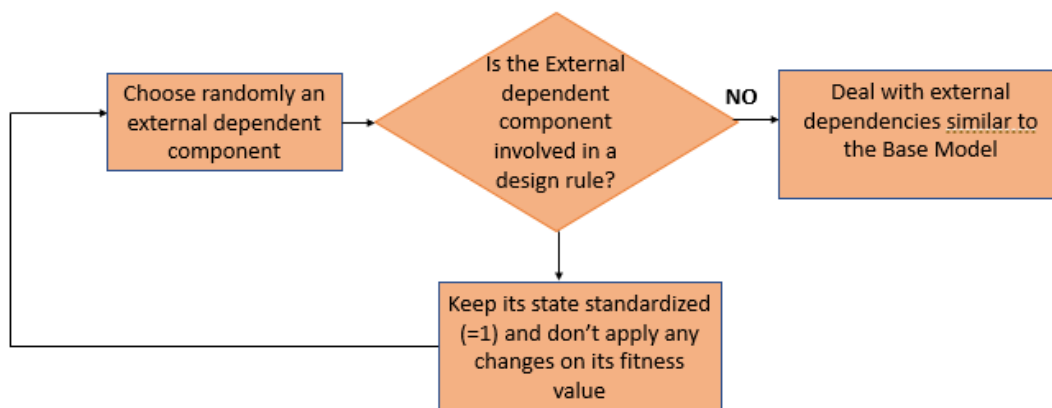 Choose randomly an
external dependent
component
Is the External
dependent
component
involved in a
design rule?
NO
Deal with external
dependencies similar to
the Base Model
Keep its state standardized
(=1) and don’t apply any
changes on its fitness
value